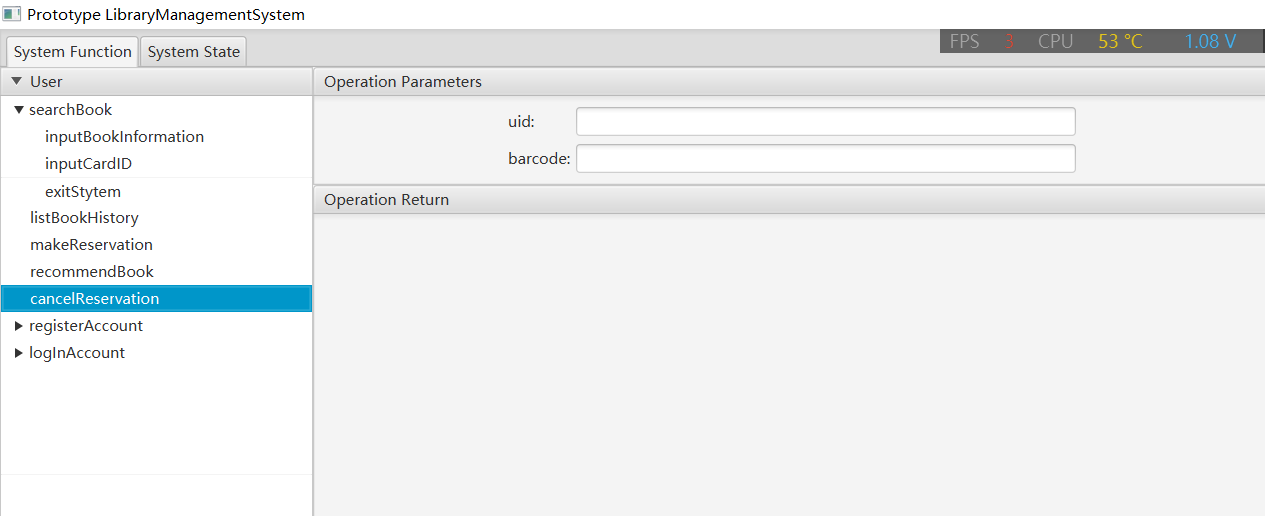 Prototype LibraryManagementSystem
System Function System State
FPS 3 CPU 53 °C 1.08 V
User
searchBook
inputBookInformation
inputCardID
exitStytem
listBookHistory
makeReservation
recommendBook
cancelReservation
registerAccount
logInAccount
Operation Parameters
uid:
barcode:
Operation Return